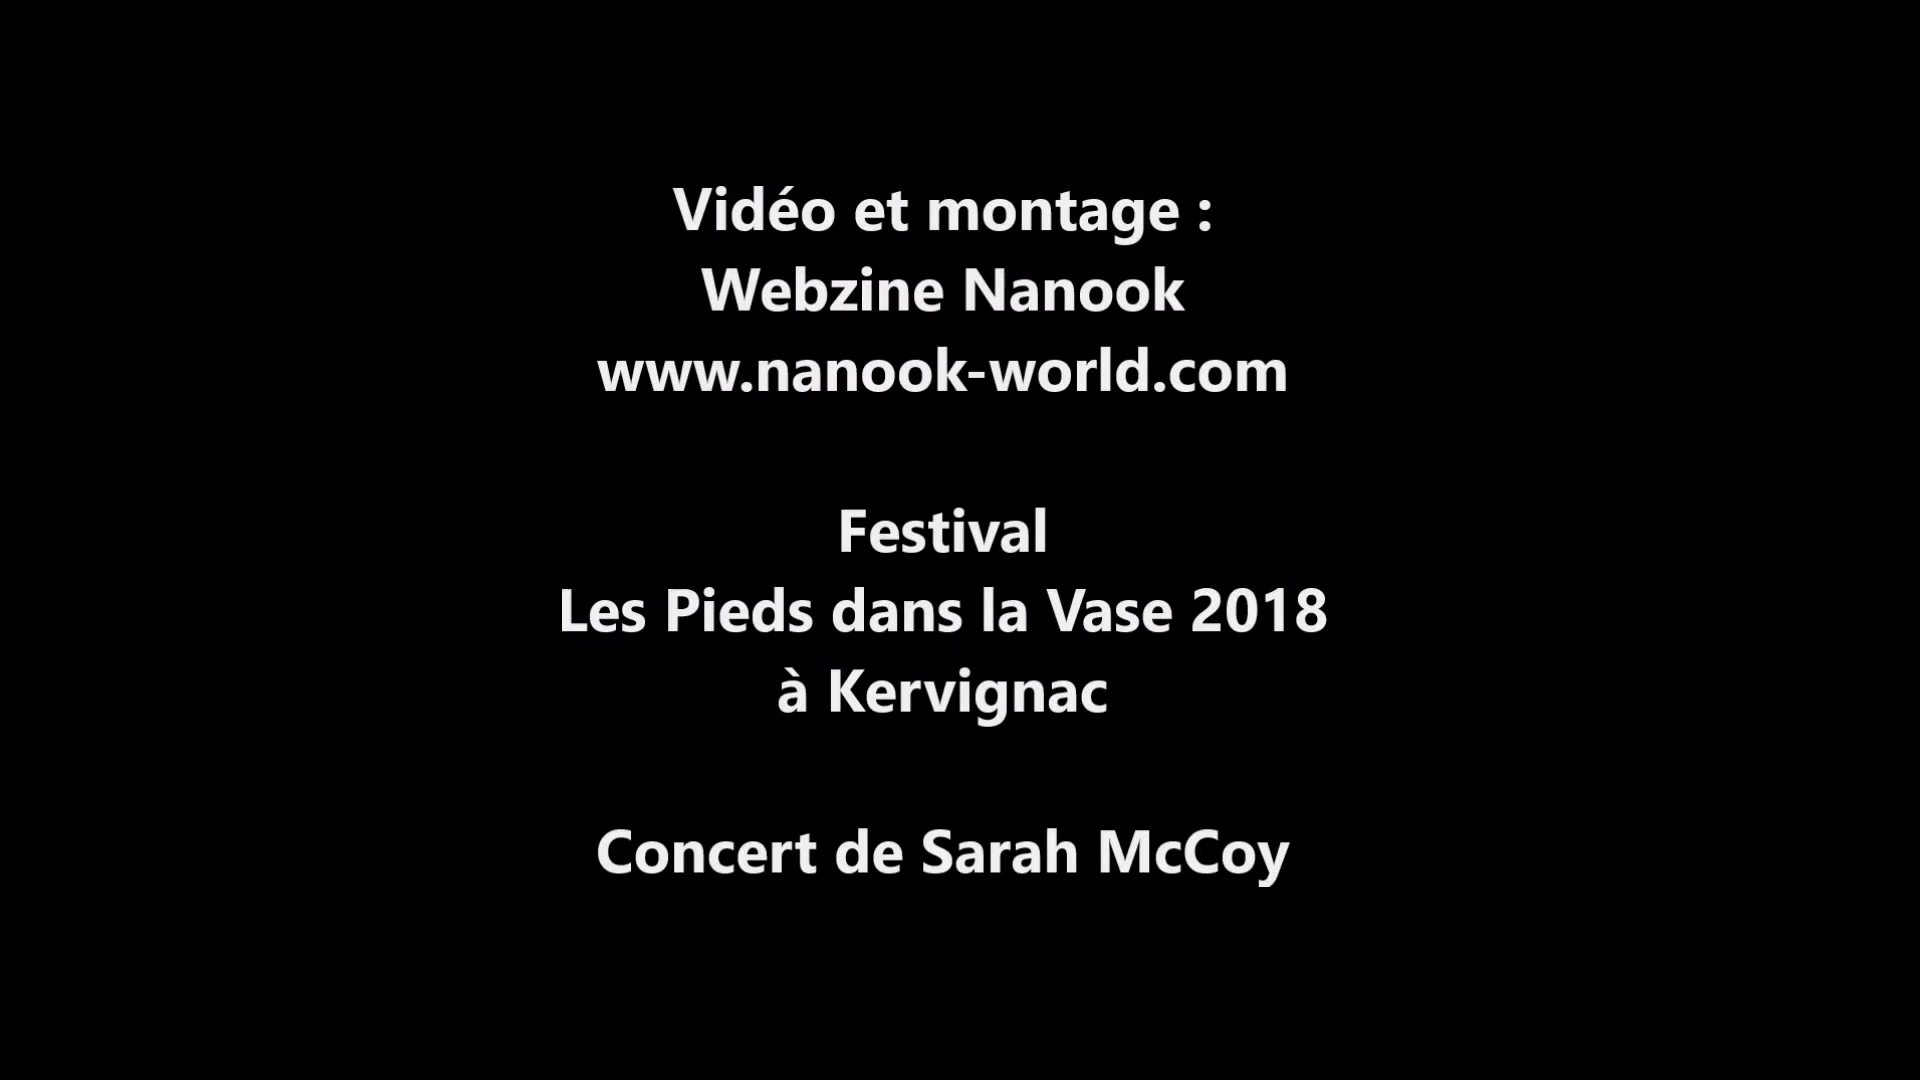 Vidéo et montage :
Webzine Nanook
www.nanook-world.com
Festival
Les Pieds dans la Vase 2018
à Kervignac
Concert de Sarah McCoy